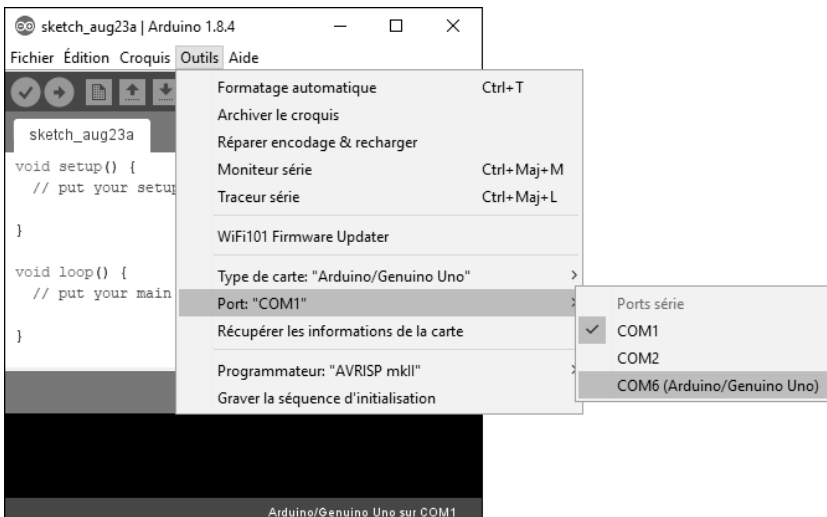 sketch_aug23a | Arduino 1.8.4
Fichier Édition Croquis Outils Aide
sketch_aug23a
void setup() {
// put your setup
}
void loop() {
// put your main
}
Formatage automatique Ctrl+T
Archiver le croquis
Réparer encodage & recharger
Moniteur série Ctrl+Maj+M
Traceur série Ctrl+Maj+L
WiFi101 Firmware Updater
Type de carte: "Arduino/Genuino Uno"
Port: "COM1"
Récupérer les informations de la carte
Programmateur: "AVRISP mkII"
Graver la séquence d'initialisation
Ports série
COM1
COM2
COM6 (Arduino/Genuino Uno)
Arduino/Genuino Uno sur COM1